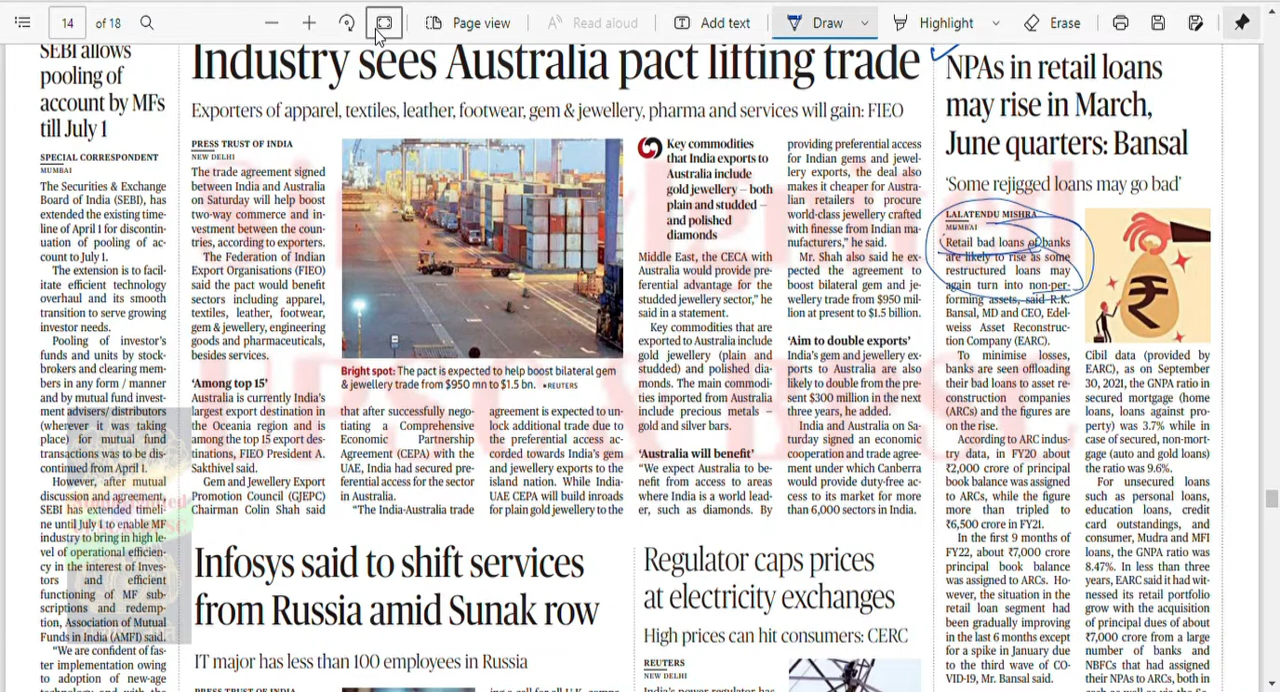 14
of 18
Page view
Read aloud
Add text
Draw
Highlight
Erase
SEBI allows
pooling of
account by MFs
till July 1
SPECIAL CORRESPONDENT
MUMBAI
The Securities & Exchange
Board of India (SEBI), has
extended the existing time-
line of April 1 for discontin-
uation of pooling of ac-
count to July 1.
The extension is to facil-
itate efficient technology
overhaul and its smooth
transition to serve growing
investor needs.
Pooling of investor's
funds and units by stock-
brokers and clearing mem-
bers in any form / manner
and by mutual fund invest-
ment advisers/ distributors
(wherever it was taking
place) for mutual fund
transactions was to be dis-
continued from April 1.
However, after mutual
discussion and agreement,
SEBI has extended timeli-
ne until July 1 to enable MF
industry to bring in high le-
vel of operational efficien-
cy in the interest of Inves-
tors and efficient
functioning of MF sub-
scriptions and redemp-
tion, Association of Mutual
Funds in India (AMFI) said.
"We are confident of fas-
ter implementation owing
to adoption of new-age
Industry sees Australia pact lifting trade
Exporters of apparel, textiles, leather, footwear, gem & jewellery, pharma and services will gain: FIEO
PRESS TRUST OF INDIA
NEW DELHI
The trade agreement signed
between India and Australia
on Saturday will help boost
two-way commerce and in-
vestment between the coun-
tries, according to exporters.
The Federation of Indian
Export Organisations (FIEO)
said the pact would benefit
sectors including apparel,
textiles, leather, footwear,
gem & jewellery, engineering
goods and pharmaceuticals,
besides services.
'Among top 15'
Australia is currently India's
largest export destination in
the Oceania region and is
among the top 15 export des-
tinations, FIEO President A.
Sakthivel said.
Gem and Jewellery Export
Promotion Council (GJEPC)
Chairman Colin Shah said
Bright spot: The pact is expected to help boost bilateral gem
& jewellery trade from $950 mn to $1.5 bn. ▪REUTERS
that after successfully nego-
tiating a Comprehensive
Economic Partnership
Agreement (CEPA) with the
UAE, India had secured pre-
ferential access for the sector
in Australia.
"The India-Australia trade
agreement is expected to un-
lock additional trade due to
the preferential access ac-
corded towards India's gem
and jewellery exports to the
island nation. While India-
UAE CEPA will build inroads
for plain gold jewellery to the
Key commodities
that India exports to
Australia include
gold jewellery – both
plain and studded –
and polished
diamonds
Middle East, the CECA with
Australia would provide pre-
ferential advantage for the
studded jewellery sector," he
said in a statement.
Key commodities that are
exported to Australia include
gold jewellery (plain and
studded) and polished dia-
monds. The main commodi-
ties imported from Australia
include precious metals –
gold and silver bars.
'Australia will benefit'
"We expect Australia to be-
nefit from access to areas
where India is a world lead-
er, such as diamonds. By
providing preferential access
for Indian gems and jewel-
lery exports, the deal also
makes it cheaper for Austra-
lian retailers to procure
world-class jewellery crafted
with finesse from Indian ma-
nufacturers," he said.
Mr. Shah also said he ex-
pected the agreement to
boost bilateral gem and je-
wellery trade from $950 mil-
lion at present to $1.5 billion.
'Aim to double exports'
India's gem and jewellery ex-
ports to Australia are also
likely to double from the pre-
sent $300 million in the next
three years, he added.
India and Australia on Sa-
turday signed an economic
cooperation and trade agree-
ment under which Canberra
would provide duty-free ac-
cess to its market for more
than 6,000 sectors in India.
NPAs in retail loans
may rise in March,
June quarters: Bansal
'Some rejigged loans may go bad'
LALATENDU MISHRA
MUMBAI
Retail bad loans of banks
are likely to rise as some
restructured loans may
again turn into non-per-
forming assets, said R.K.
Bansal, MD and CEO, Edel-
weiss Asset Reconstruc-
tion Company (EARC).
To minimise losses,
banks are seen offloading
their bad loans to asset re-
construction companies
(ARCs) and the figures are
on the rise.
According to ARC indus-
try data, in FY20 about
₹2,000 crore of principal
book balance was assigned
to ARCs, while the figure
more than tripled to
₹6,500 crore in FY21.
In the first 9 months of
FY22, about ₹7,000 crore
principal book balance
was assigned to ARCs. Ho-
wever, the situation in the
retail loan segment had
been gradually improving
in the last 6 months except
for a spike in January due
to the third wave of CO-
VID-19, Mr. Bansal said.
Cibil data (provided by
EARC), as on September
30, 2021, the GNPA ratio in
secured mortgage (home
loans, loans against pro-
perty) was 3.7% while in
case of secured, non-mort-
gage (auto and gold loans)
the ratio was 9.6%.
For unsecured loans
such as personal loans,
education loans, credit
card outstandings, and
consumer, Mudra and MFI
loans, the GNPA ratio was
8.47%. In less than three
years, EARC said it had wit-
nessed its retail portfolio
grow with the acquisition
of principal dues of about
₹7,000 crore from a large
number of banks and
NBFCs that had assigned
their NPAs to ARCs, both in
Infosys said to shift services
from Russia amid Sunak row
IT major has less than 100 employees in Russia
PRESS TRUST OF INDIA
Regulator caps prices
at electricity exchanges
High prices can hit consumers: CERC
REUTERS
NEW DELHI